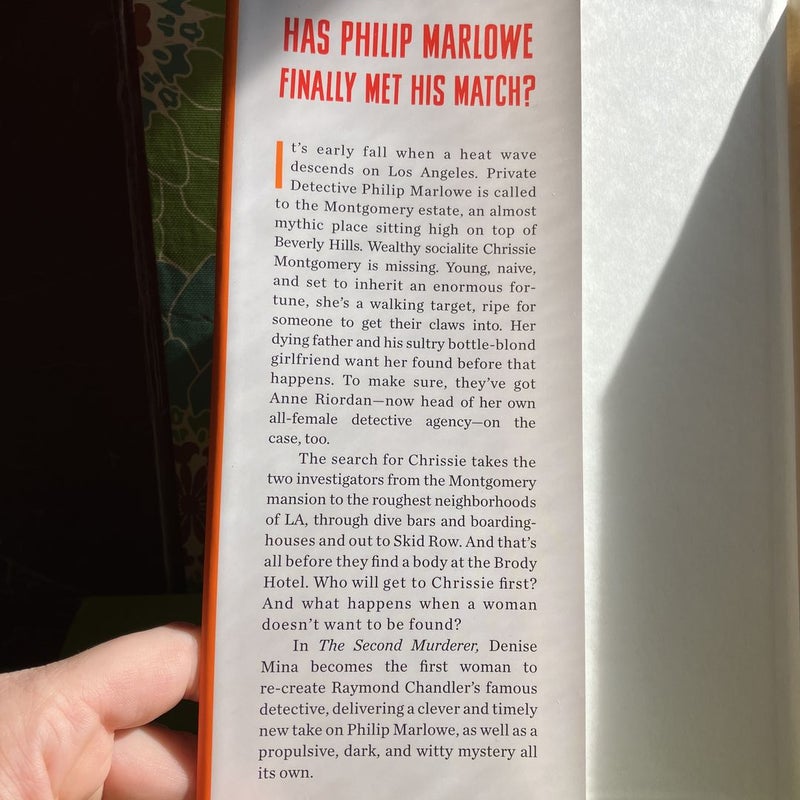 HAS PHILIP MARLOWE
FINALLY MET HIS MATCH?
It's early fall when a heat wave
descends on Los Angeles. Private
Detective Philip Marlowe is called
to the Montgomery estate, an almost
mythic place sitting high on top of
Beverly Hills. Wealthy socialite Chrissie
Montgomery is missing. Young, naive,
and set to inherit an enormous for-
tune, she's a walking target, ripe for
someone to get their claws into. Her
dying father and his sultry bottle-blond
girlfriend want her found before that
happens. To make sure, they've got
Anne Riordan—now head of her own
all-female detective agency—on the
case, too.
The search for Chrissie takes the
two investigators from the Montgomery
mansion to the roughest neighborhoods
of LA, through dive bars and boarding-
houses and out to Skid Row. And that's
all before they find a body at the Brody
Hotel. Who will get to Chrissie first?
And what happens when a woman
doesn't want to be found?
In The Second Murderer, Denise
Mina becomes the first woman to
re-create Raymond Chandler's famous
detective, delivering a clever and timely
new take on Philip Marlowe, as well as a
propulsive, dark, and witty mystery all
its own.